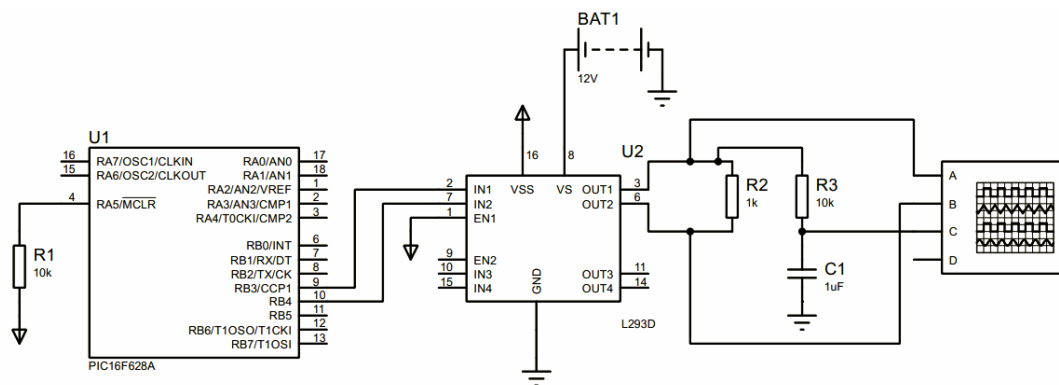 BAT1
12V
U1
16 RA7/OSC1/CLKIN RA0/AN0 17
15 RA6/OSC2/CLKOUT RA1/AN1 18
RA2/AN2/VREF 1
4 RA5/MCLR RA3/AN3/CMP1 2
RA4/T0CKI/CMP2 3
RB0/INT 6
RB1/RX/DT 7
RB2/TX/CK 8
RB3/CCP1 9
RB4 10
RB5 11
RB6/T1OSO/T1CKI 12
RB7/T1OSI 13
PIC16F628A
R1
10k
U2
16 8
2 IN1 VSS VS OUT1 3
7 IN2 OUT2 6
1 EN1
9 EN2
10 IN3 OUT3 11
15 IN4 OUT4 14
GND
L293D
R2
1k
R3
10k
C1
1uF
A
B
C
D